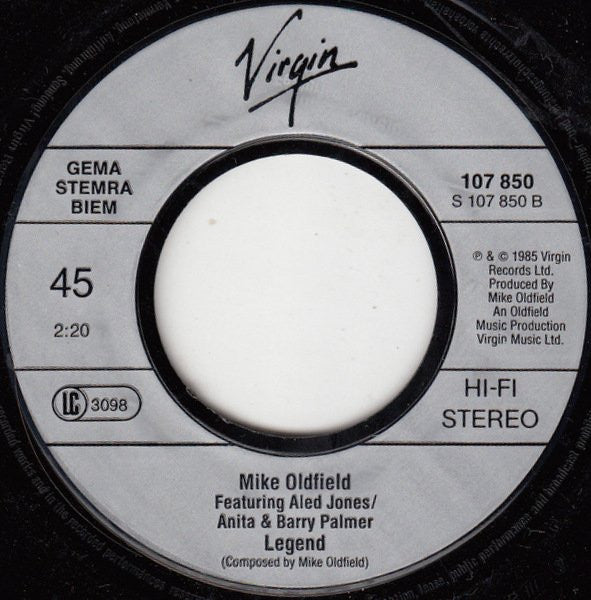 Virgin
GEMA
STEMRA
BIEM
107 850
S 107 850 B
45
2:20
℗ & © 1985 Virgin
Records Ltd.
Produced By
Mike Oldfield
An Oldfield
Music Production
Virgin Music Ltd.
LC 3098
HI-FI
STEREO
Mike Oldfield
Featuring Aled Jones/
Anita & Barry Palmer
Legend
(Composed by Mike Oldfield)